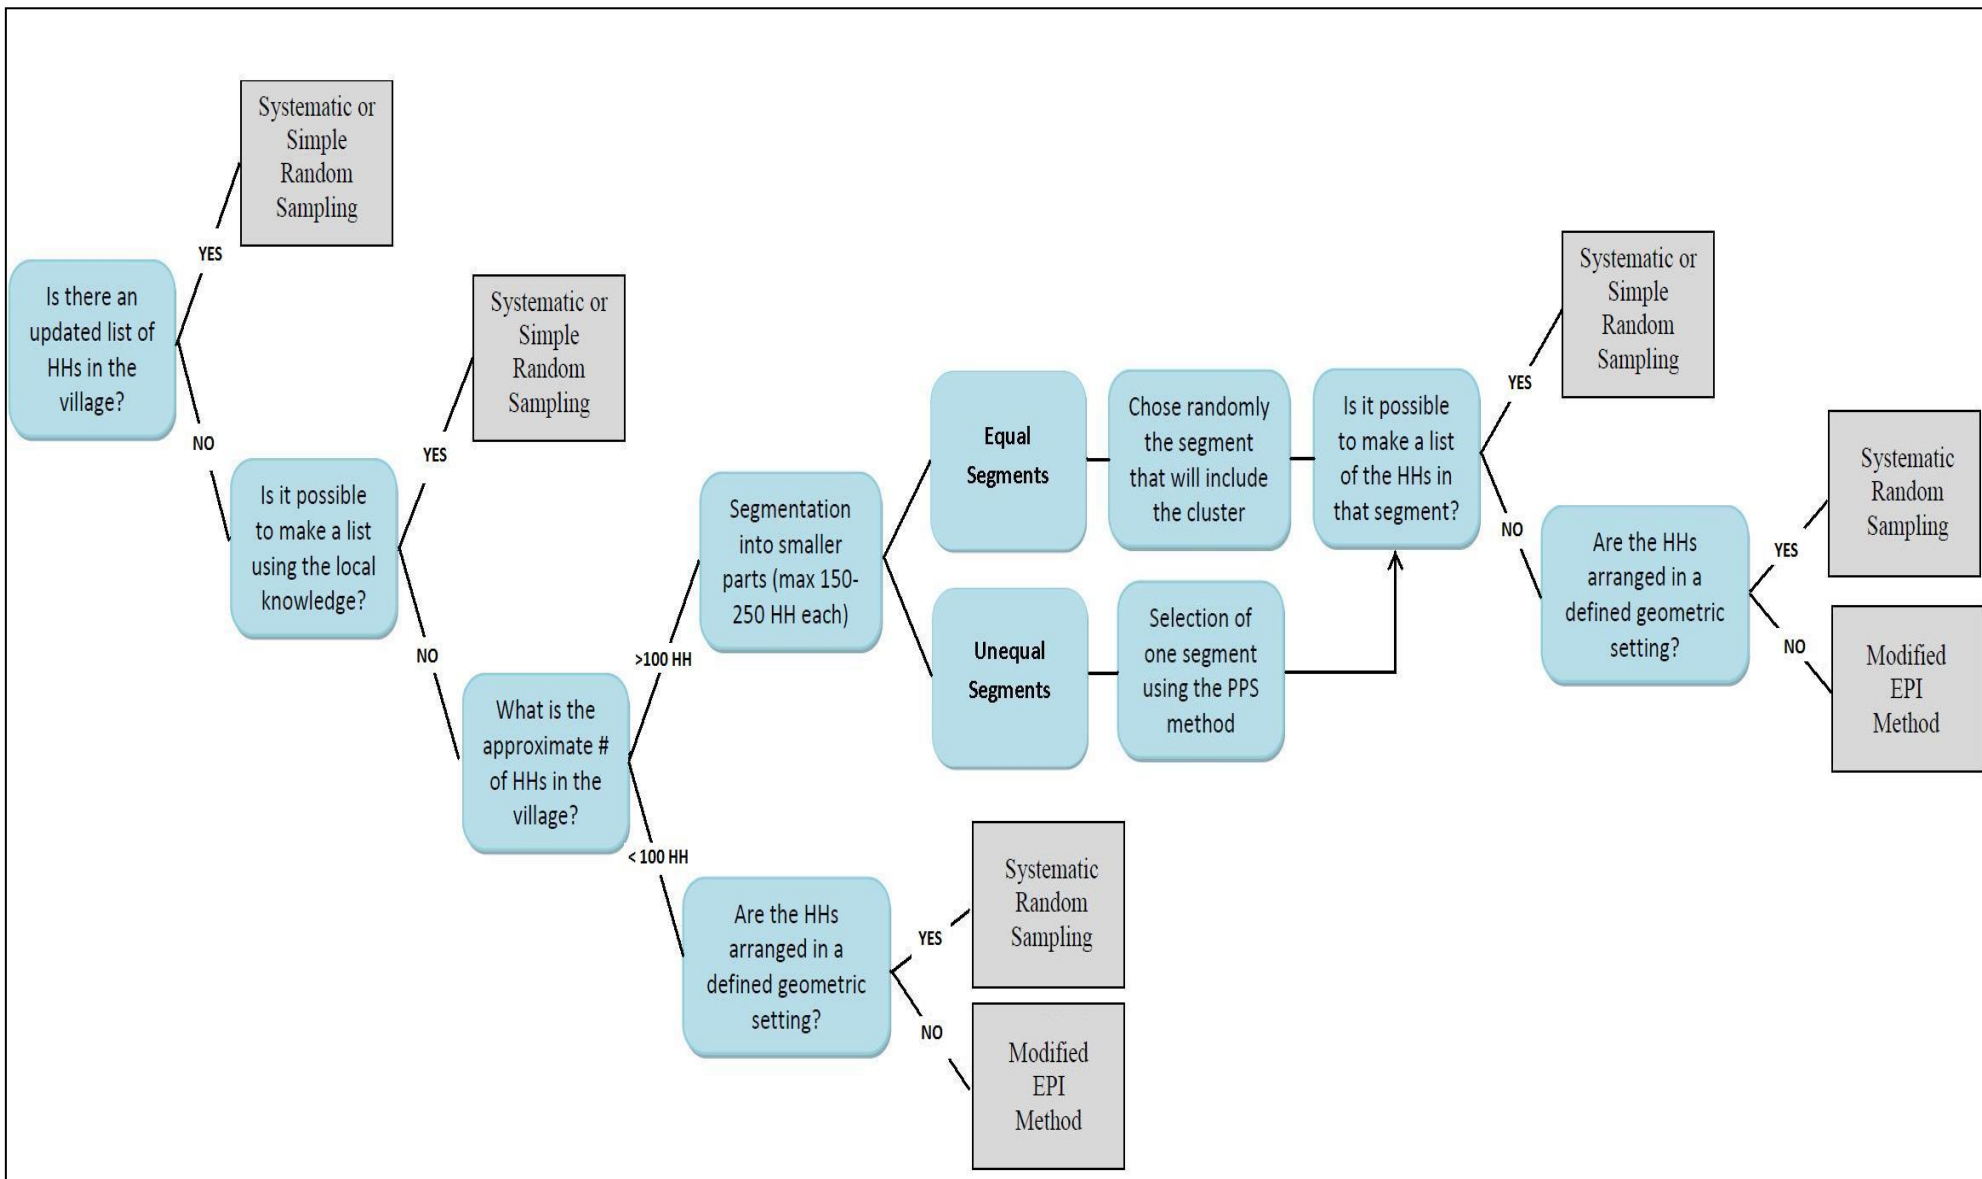 Systematic or
Simple
Random
Sampling
YES
Is there an
updated list of
HHs in the
village?
NO
Systematic or
Simple
Random
Sampling
YES
Is it possible
to make a list
using the local
knowledge?
NO
What is the
approximate #
of HHs in the
village?
>100 HH
Segmentation
into smaller
parts (max 150-
250 HH each)
Equal
Segments
Chose randomly
the segment
that will include
the cluster
Unequal
Segments
Selection of
one segment
using the PPS
method
Is it possible
to make a list
of the HHs in
that segment?
YES
Systematic or
Simple
Random
Sampling
NO
Are the HHs
arranged in a
defined geometric
setting?
YES
Systematic
Random
Sampling
NO
Modified
EPI
Method
< 100 HH
Are the HHs
arranged in a
defined geometric
setting?
YES
Systematic
Random
Sampling
NO
Modified
EPI
Method